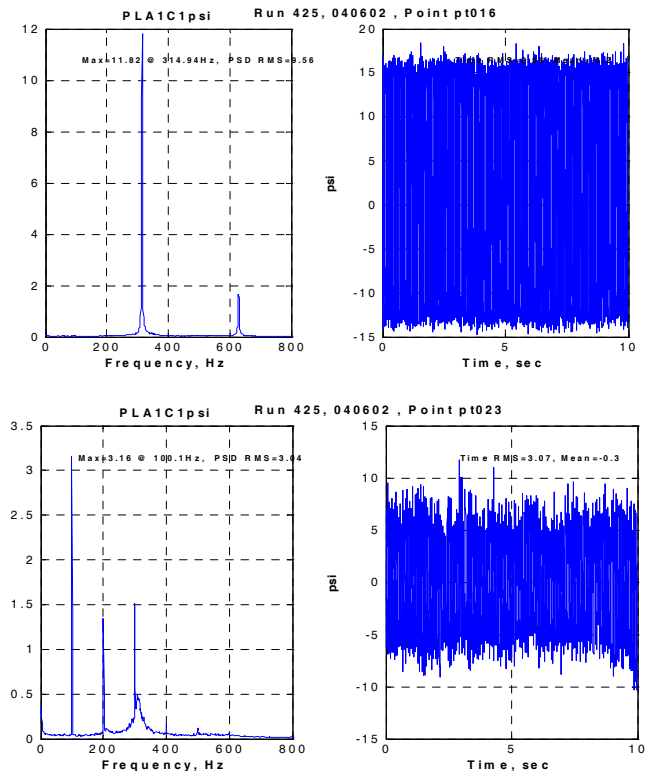 PLA1C1psi Run 425, 040602 , Point pt016
Max=11.82 @ 314.94Hz, PSD RMS=9.56
12
10
8
6
4
2
0
0 200 400 600 800
Frequency, Hz
20
15
10
5
0
-5
-10
-15
psi
0 5 10
Time, sec
PLA1C1psi Run 425, 040602 , Point pt023
Max=3.16 @ 100.1Hz, PSD RMS=3.04
3.5
3
2.5
2
1.5
1
0.5
0
0 200 400 600 800
Frequency, Hz
Time RMS=3.07, Mean=-0.3
15
10
5
0
-5
-10
-15
psi
0 5 10
Time, sec